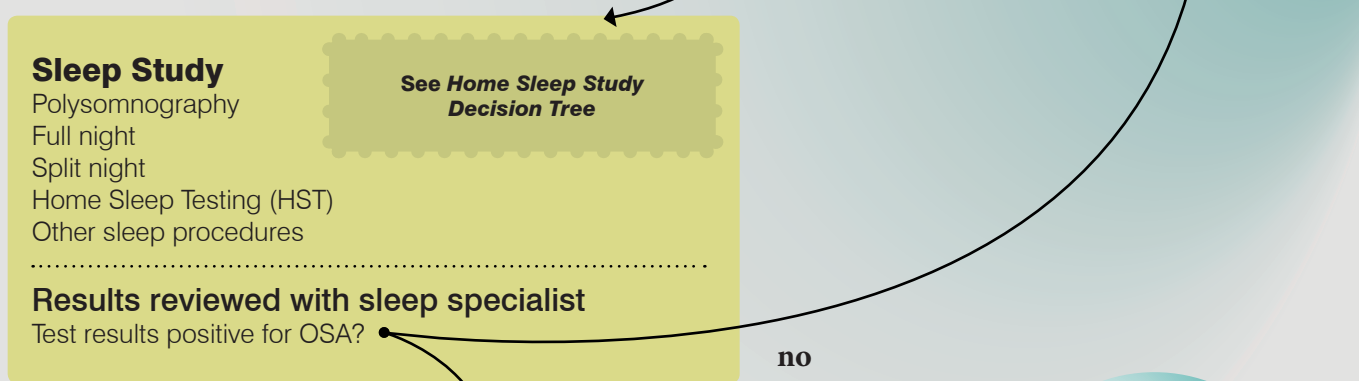 Sleep Study
Polysomnography
Full night
Split night
Home Sleep Testing (HST)
Other sleep procedures
See Home Sleep Study
Decision Tree
Results reviewed with sleep specialist
Test results positive for OSA?
no